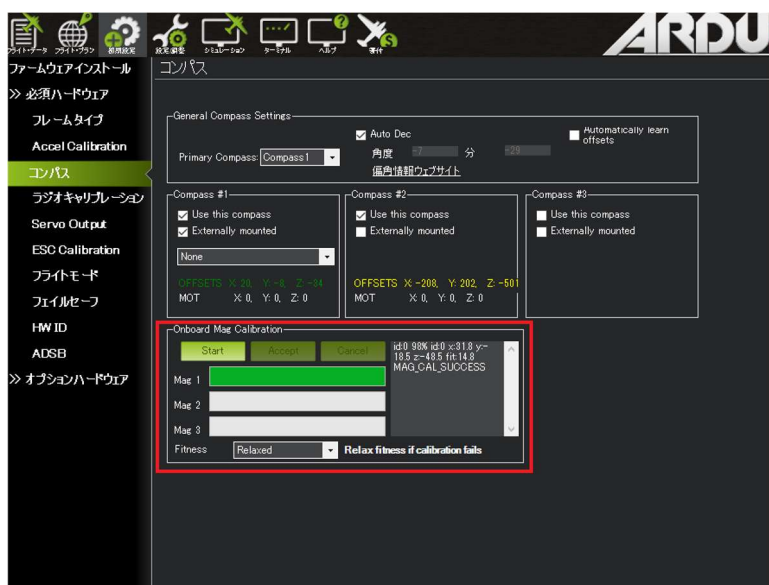 フライト・データ フライト・プラン 初期設定 設定/調整 シミュレーション ターミナル ヘルプ 寄付
ARDU
ファームウェアインストール
コンパス
≫ 必須ハードウェア
フレームタイプ
Accel Calibration
コンパス
ラジオキャリブレーション
Servo Output
ESC Calibration
フライトモード
フェイルセーフ
HW ID
ADSB
≫ オプションハードウェア
General Compass Settings
Primary Compass: Compass1
Auto Dec
角度 -7 分 -29
偏角情報ウェブサイト
Automatically learn
offsets
Compass #1
Use this compass
Externally mounted
None
OFFSETS X: 20, Y: -8, Z: -34
MOT X: 0, Y: 0, Z: 0
Compass #2
Use this compass
Externally mounted
OFFSETS X: -208, Y: 202, Z: -501
MOT X: 0, Y: 0, Z: 0
Compass #3
Use this compass
Externally mounted
Onboard Mag Calibration
Start Accept Cancel
Mag 1
Mag 2
Mag 3
id:0 98% id:0 x:31.8 y:-
18.5 z:-48.5 fit:14.8
MAG_CAL_SUCCESS
Fitness Relaxed Relax fitness if calibration fails